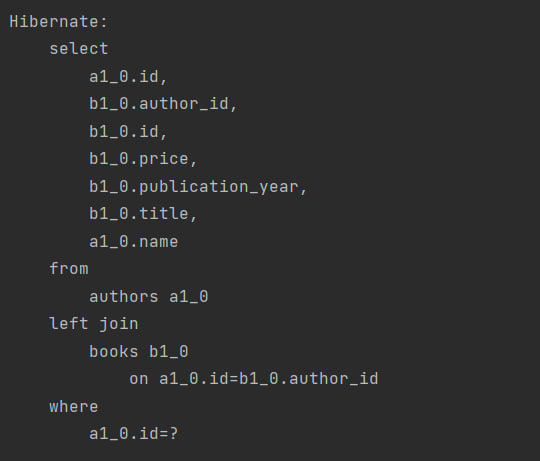 Hibernate:
    select
        a1_0.id,
        b1_0.author_id,
        b1_0.id,
        b1_0.price,
        b1_0.publication_year,
        b1_0.title,
        a1_0.name
    from
        authors a1_0
    left join
        books b1_0
            on a1_0.id=b1_0.author_id
    where
        a1_0.id=?